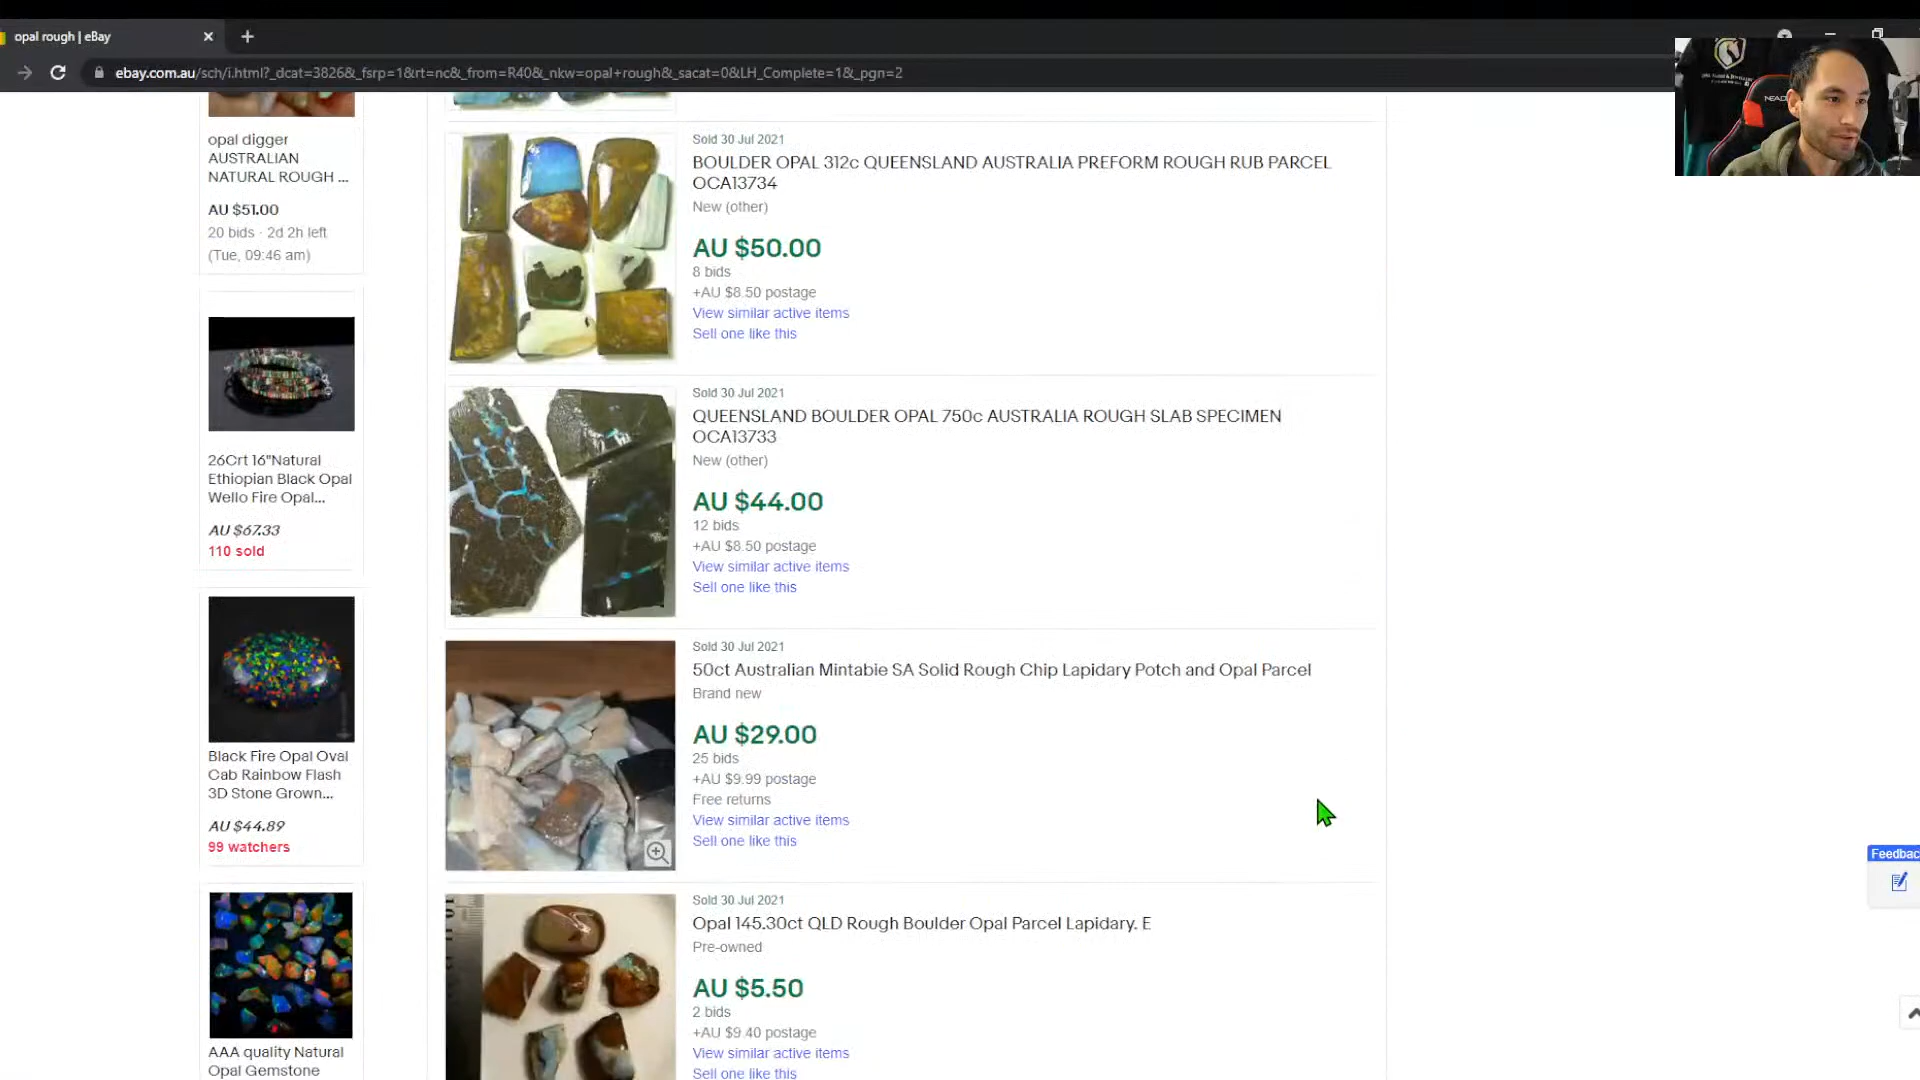 opal rough | eBay
ebay.com.au/sch/i.html?_dcat=3826&_fsrp=1&rt=nc&_from=R40&_nkw=opal+rough&_sacat=0&LH_Complete=1&_pgn=2
opal digger
AUSTRALIAN
NATURAL ROUGH ...
AU $51.00
20 bids · 2d 2h left
(Tue, 09:46 am)
26Crt 16"Natural
Ethiopian Black Opal
Wello Fire Opal...
AU $67.33
110 sold
Black Fire Opal Oval
Cab Rainbow Flash
3D Stone Grown...
AU $44.89
99 watchers
AAA quality Natural
Opal Gemstone
Sold 30 Jul 2021
BOULDER OPAL 312c QUEENSLAND AUSTRALIA PREFORM ROUGH RUB PARCEL
OCA13734
New (other)
AU $50.00
8 bids
+AU $8.50 postage
View similar active items
Sell one like this
Sold 30 Jul 2021
QUEENSLAND BOULDER OPAL 750c AUSTRALIA ROUGH SLAB SPECIMEN
OCA13733
New (other)
AU $44.00
12 bids
+AU $8.50 postage
View similar active items
Sell one like this
Sold 30 Jul 2021
50ct Australian Mintabie SA Solid Rough Chip Lapidary Potch and Opal Parcel
Brand new
AU $29.00
25 bids
+AU $9.99 postage
Free returns
View similar active items
Sell one like this
Sold 30 Jul 2021
Opal 145.30ct QLD Rough Boulder Opal Parcel Lapidary. E
Pre-owned
AU $5.50
2 bids
+AU $9.40 postage
View similar active items
Sell one like this
Feedbac